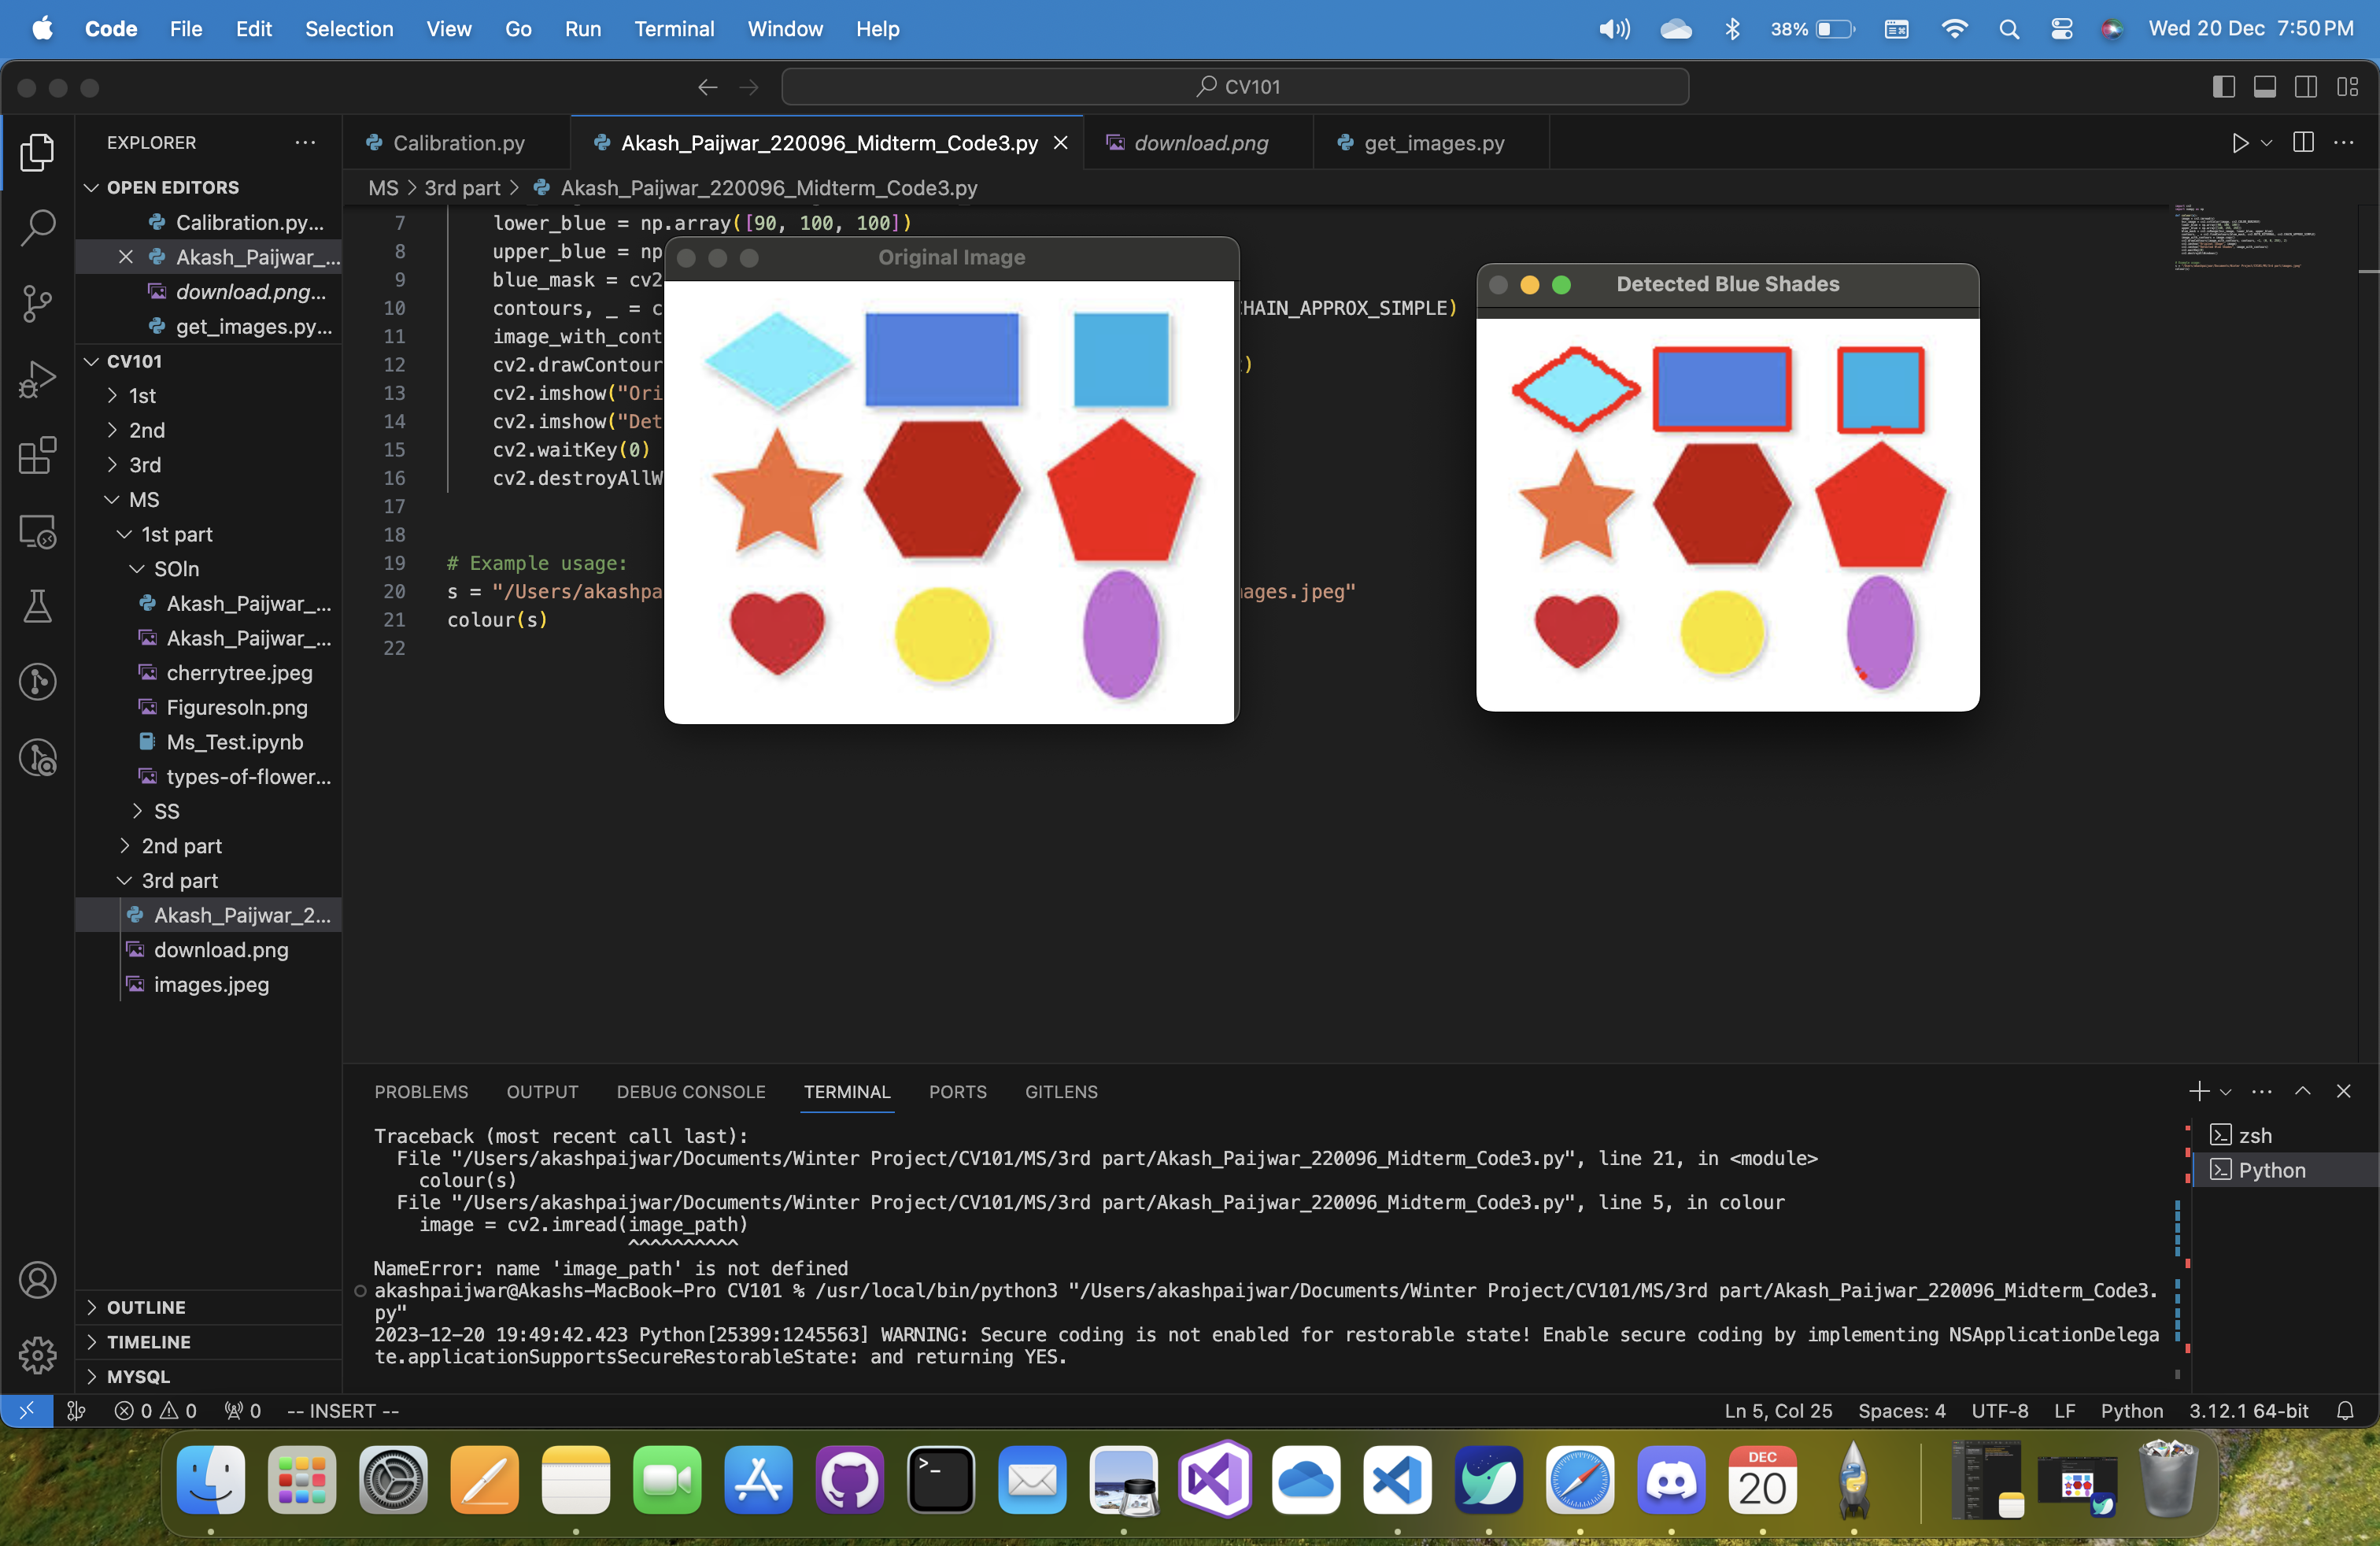 Code File Edit Selection View Go Run Terminal Window Help 38% Wed 20 Dec 7:50 PM
CV101
EXPLORER
Calibration.py
Akash_Paijwar_220096_Midterm_Code3.py
download.png
get_images.py
OPEN EDITORS
Calibration.py...
Akash_Paijwar_...
download.png...
get_images.py...
CV101
1st
2nd
3rd
MS
1st part
SOln
Akash_Paijwar_...
Akash_Paijwar_...
cherrytree.jpeg
Figuresoln.png
Ms_Test.ipynb
types-of-flower...
SS
2nd part
3rd part
Akash_Paijwar_2...
download.png
images.jpeg
OUTLINE
TIMELINE
MYSQL
MS > 3rd part > Akash_Paijwar_220096_Midterm_Code3.py
7 lower_blue = np.array([90, 100, 100])
8 upper_blue = np
9 blue_mask = cv2
10 contours, _ = c HAIN_APPROX_SIMPLE)
11 image_with_cont
12 cv2.drawContour )
13 cv2.imshow("Ori
14 cv2.imshow("Det
15 cv2.waitKey(0)
16 cv2.destroyAllW
17
18
19 # Example usage:
20 s = "/Users/akashpa ages.jpeg"
21 colour(s)
22
Original Image
Detected Blue Shades
PROBLEMS OUTPUT DEBUG CONSOLE TERMINAL PORTS GITLENS
Traceback (most recent call last):
File "/Users/akashpaijwar/Documents/Winter Project/CV101/MS/3rd part/Akash_Paijwar_220096_Midterm_Code3.py", line 21, in <module>
colour(s)
File "/Users/akashpaijwar/Documents/Winter Project/CV101/MS/3rd part/Akash_Paijwar_220096_Midterm_Code3.py", line 5, in colour
image = cv2.imread(image_path)
^^^^^^^^^^
NameError: name 'image_path' is not defined
akashpaijwar@Akashs-MacBook-Pro CV101 % /usr/local/bin/python3 "/Users/akashpaijwar/Documents/Winter Project/CV101/MS/3rd part/Akash_Paijwar_220096_Midterm_Code3.
py"
2023-12-20 19:49:42.423 Python[25399:1245563] WARNING: Secure coding is not enabled for restorable state! Enable secure coding by implementing NSApplicationDelega
te.applicationSupportsSecureRestorableState: and returning YES.
zsh
Python
0 0 0 -- INSERT -- Ln 5, Col 25 Spaces: 4 UTF-8 LF Python 3.12.1 64-bit
DEC
20